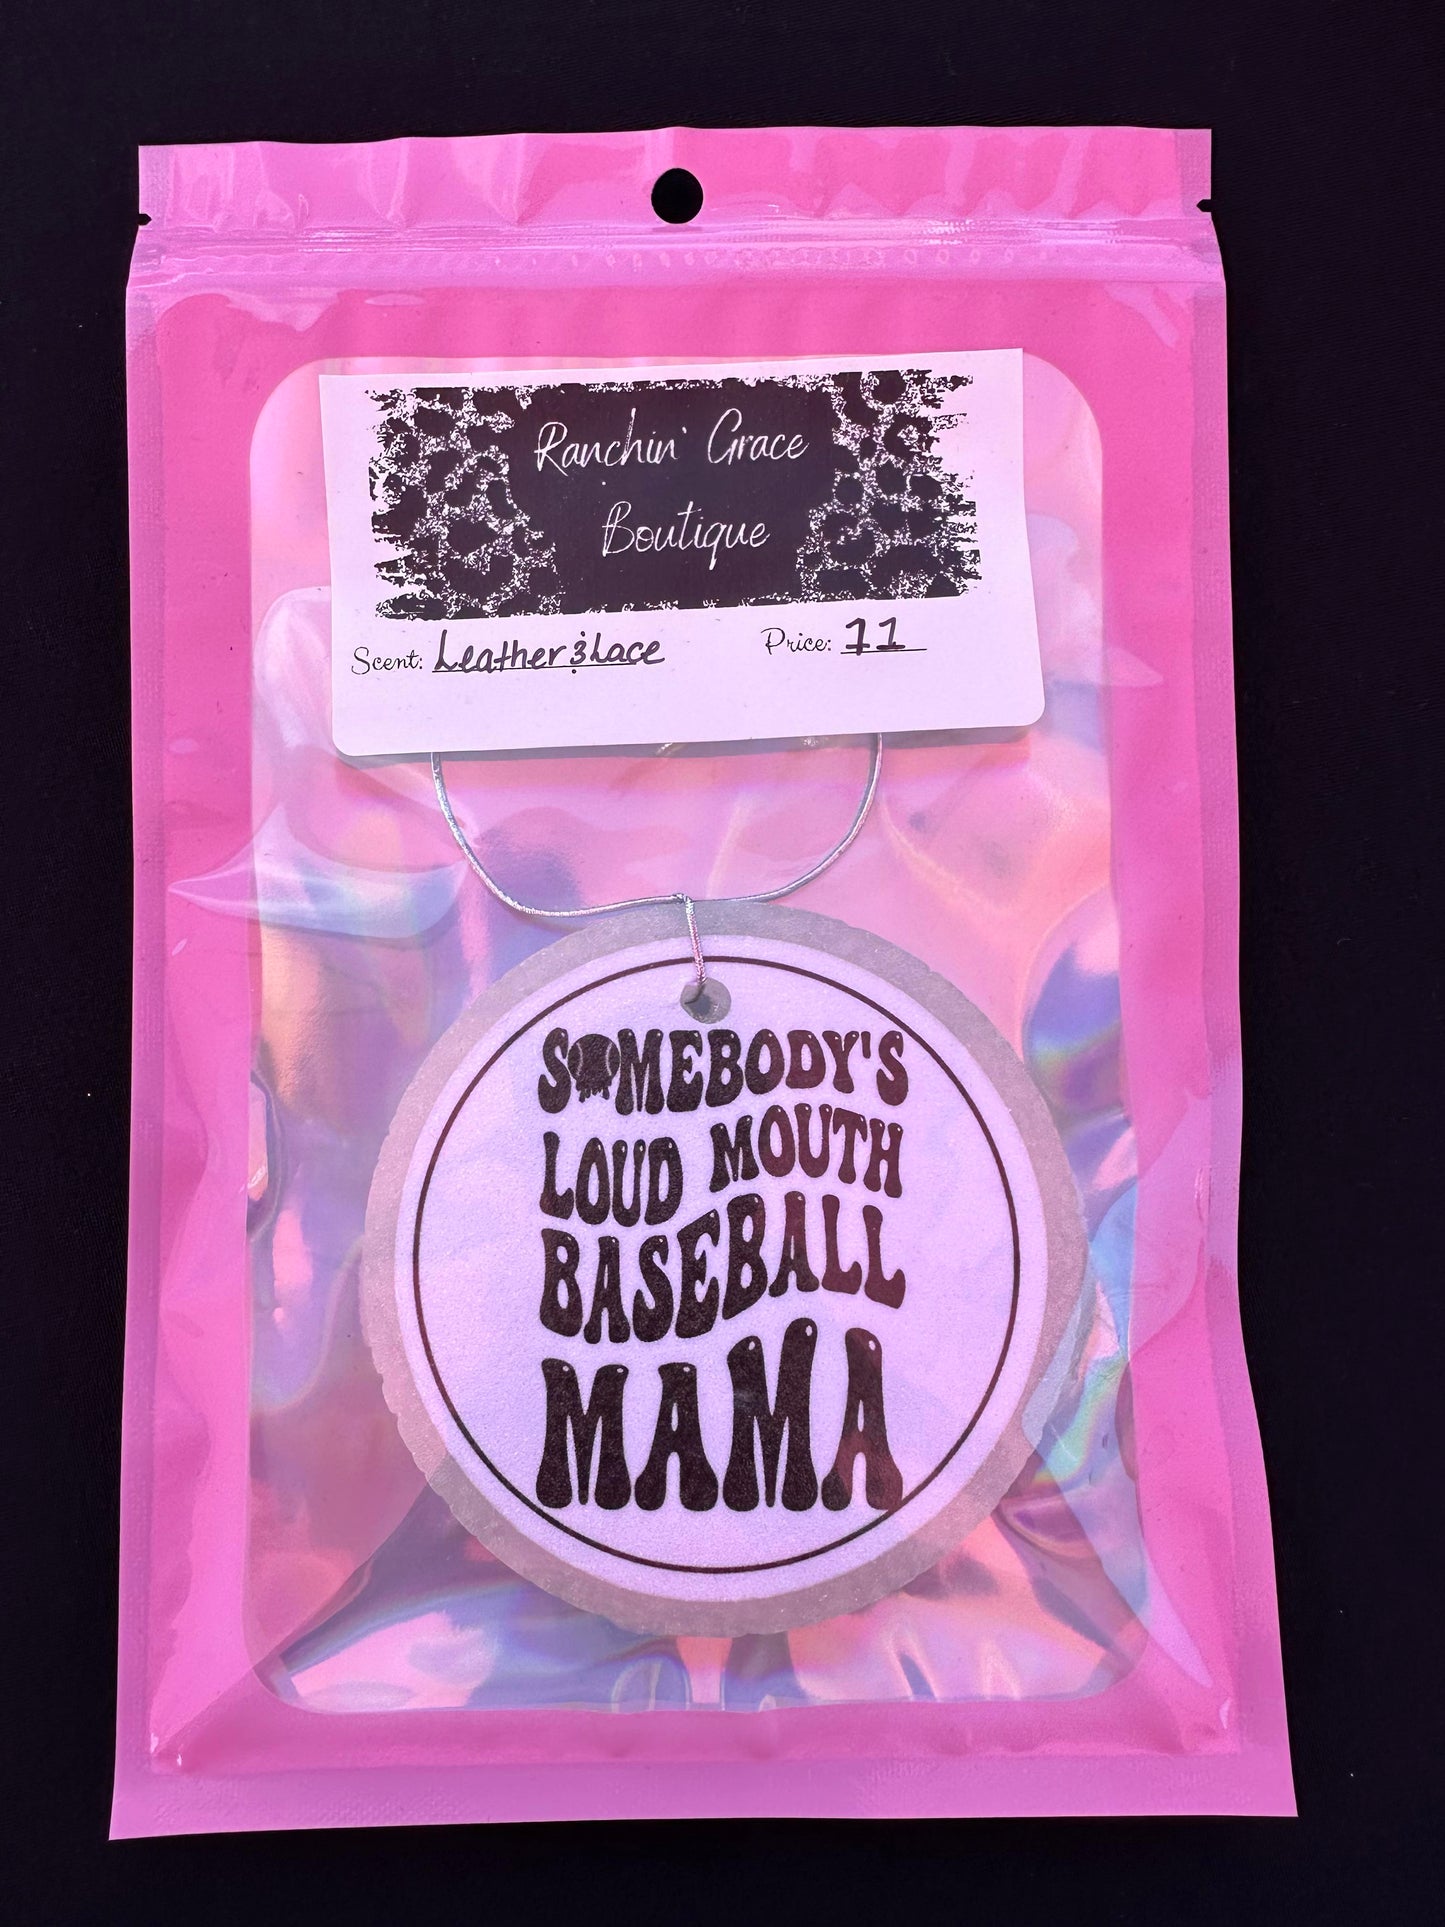 Ranchin' Grace
Boutique
Scent: Leather & Lace Price: 11
SOMEBODY'S
LOUD MOUTH
BASEBALL
MAMA